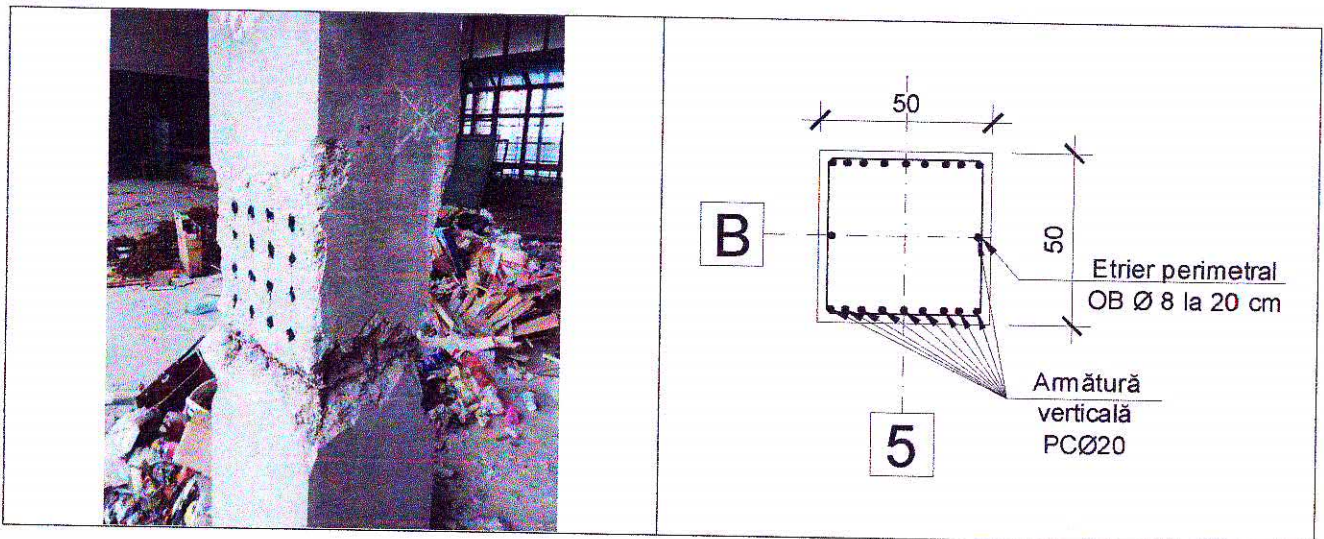 50
50
B
Etrier perimetral
OB Ø 8 la 20 cm
Armătură
verticală
PCØ20
5